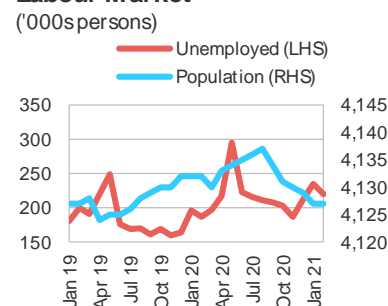 Labour Market
('000s persons)
Unemployed (LHS)
Population (RHS)
350 4,145
300 4,140
250 4,135
200 4,130
150 4,125
4,120
Jan 19 Apr 19 Jul 19 Oct 19 Jan 20 Apr 20 Jul 20 Oct 20 Jan 21